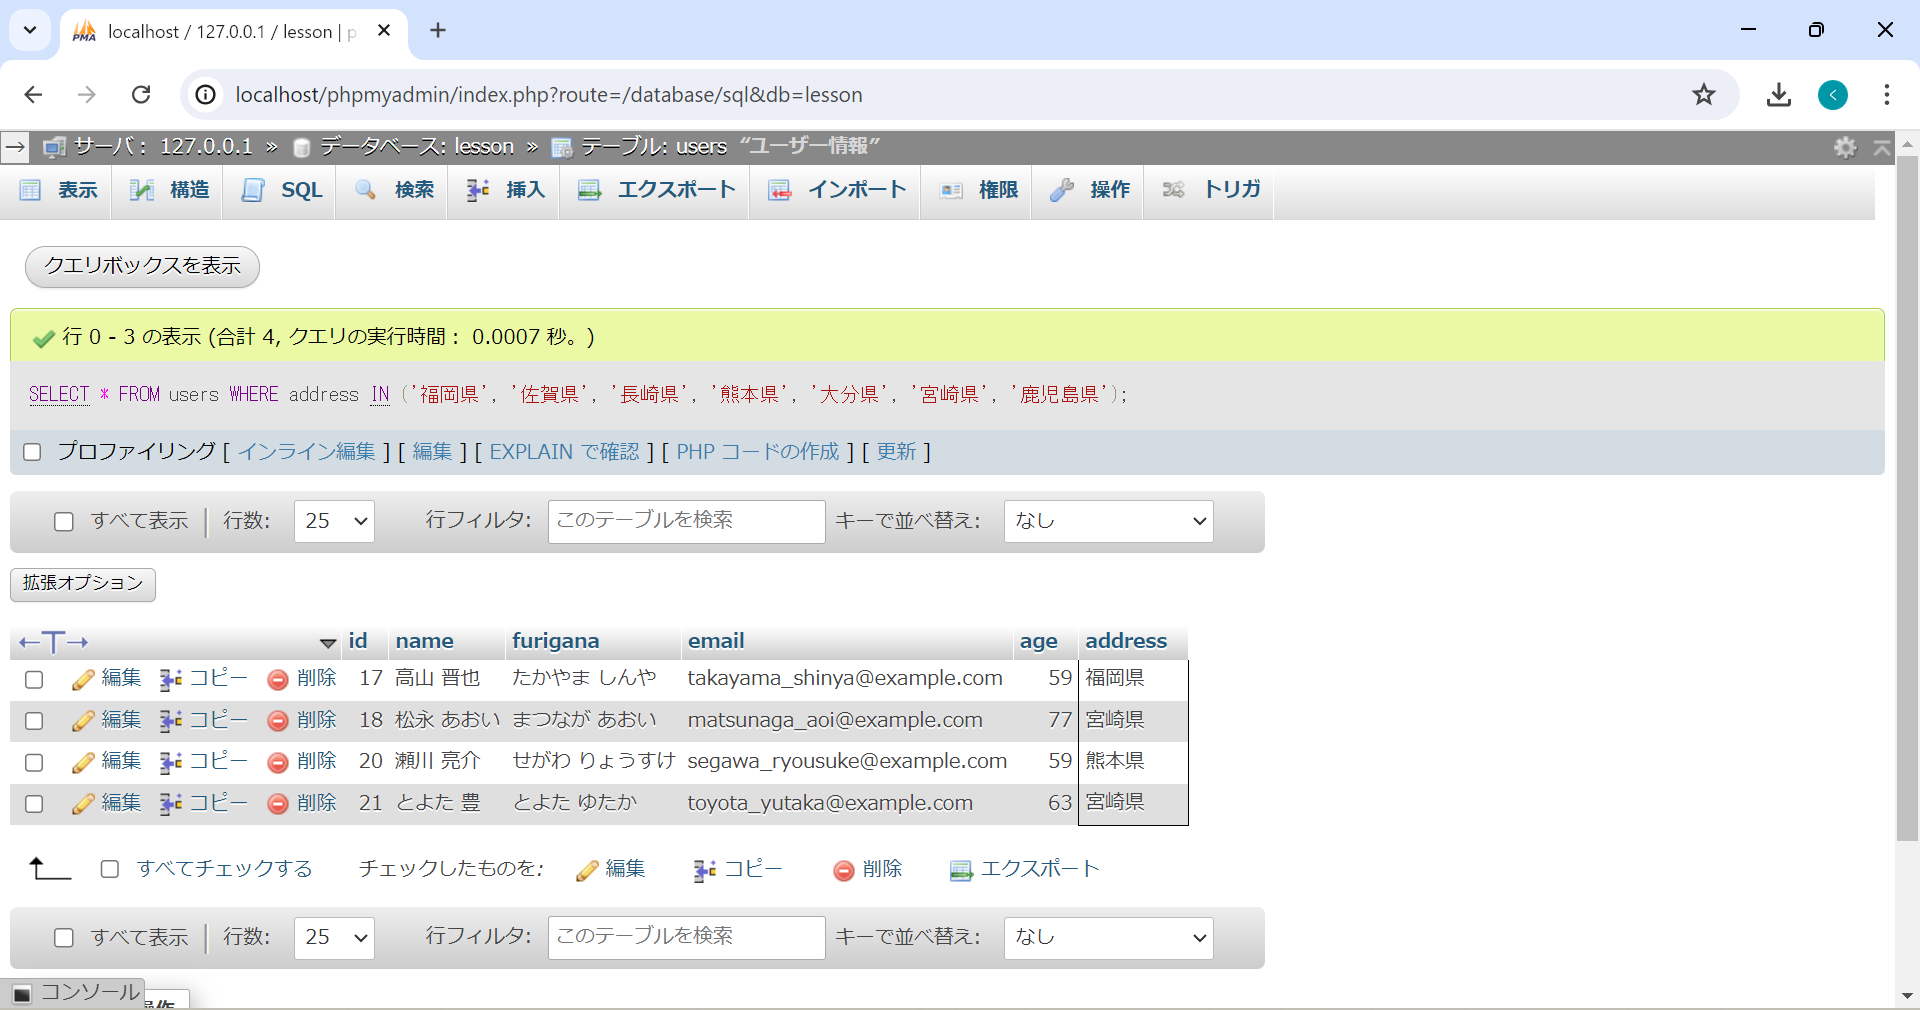 localhost / 127.0.0.1 / lesson | p
localhost/phpmyadmin/index.php?route=/database/sql&db=lesson
サーバ: 127.0.0.1 » データベース: lesson » テーブル: users "ユーザー情報"
表示 構造 SQL 検索 挿入 エクスポート インポート 権限 操作 トリガ
クエリボックスを表示
行 0 - 3 の表示 (合計 4, クエリの実行時間: 0.0007 秒。)
SELECT * FROM users WHERE address IN ('福岡県', '佐賀県', '長崎県', '熊本県', '大分県', '宮崎県', '鹿児島県');
プロファイリング [ インライン編集 ] [ 編集 ] [ EXPLAIN で確認 ] [ PHP コードの作成 ] [ 更新 ]
すべて表示 | 行数: 25 行フィルタ: このテーブルを検索 キーで並べ替え: なし
拡張オプション
←T→ id name furigana email age address
編集 コピー 削除 17 高山 晋也 たかやま しんや takayama_shinya@example.com 59 福岡県
編集 コピー 削除 18 松永 あおい まつなが あおい matsunaga_aoi@example.com 77 宮崎県
編集 コピー 削除 20 瀬川 亮介 せがわ りょうすけ segawa_ryousuke@example.com 59 熊本県
編集 コピー 削除 21 とよた 豊 とよた ゆたか toyota_yutaka@example.com 63 宮崎県
すべてチェックする チェックしたものを: 編集 コピー 削除 エクスポート
すべて表示 | 行数: 25 行フィルタ: このテーブルを検索 キーで並べ替え: なし
コンソール